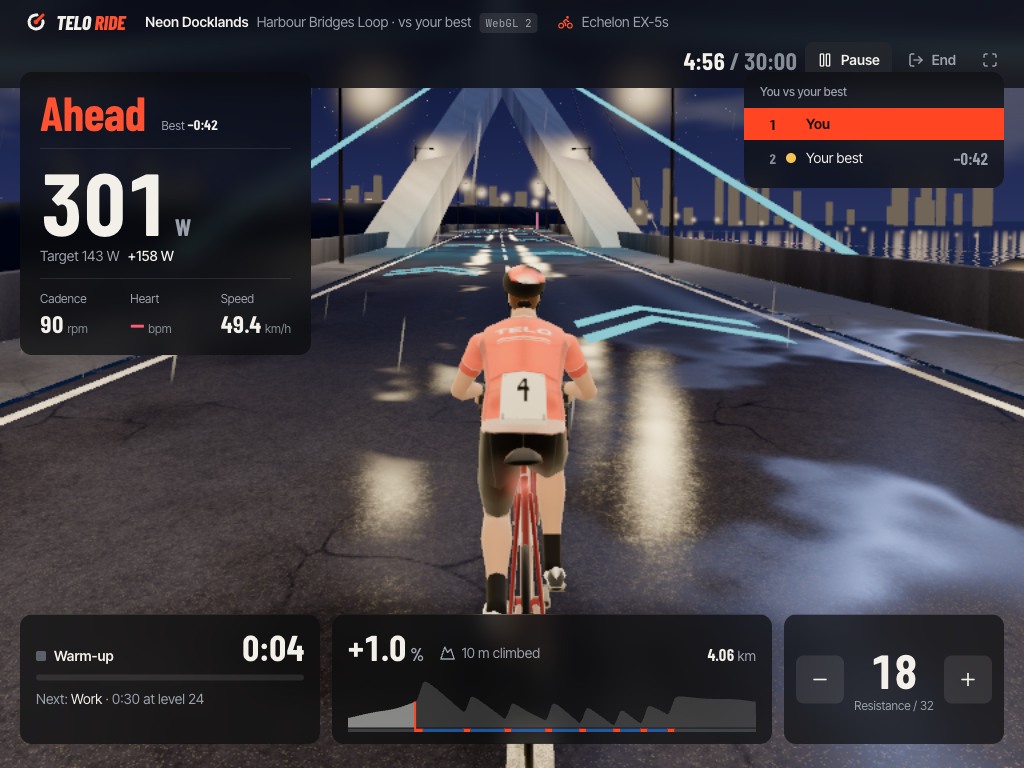 TELO RIDE Neon Docklands Harbour Bridges Loop · vs your best WebGL 2 Echelon EX-5s
4:56 / 30:00 Pause End
Ahead Best −0:42
301 W
Target 143 W +158 W
Cadence Heart Speed
90 rpm — bpm 49.4 km/h
You vs your best
1 You
2 Your best −0:42
TELO
4
Warm-up 0:04
Next: Work · 0:30 at level 24
+1.0 % 10 m climbed 4.06 km
− 18 +
Resistance / 32